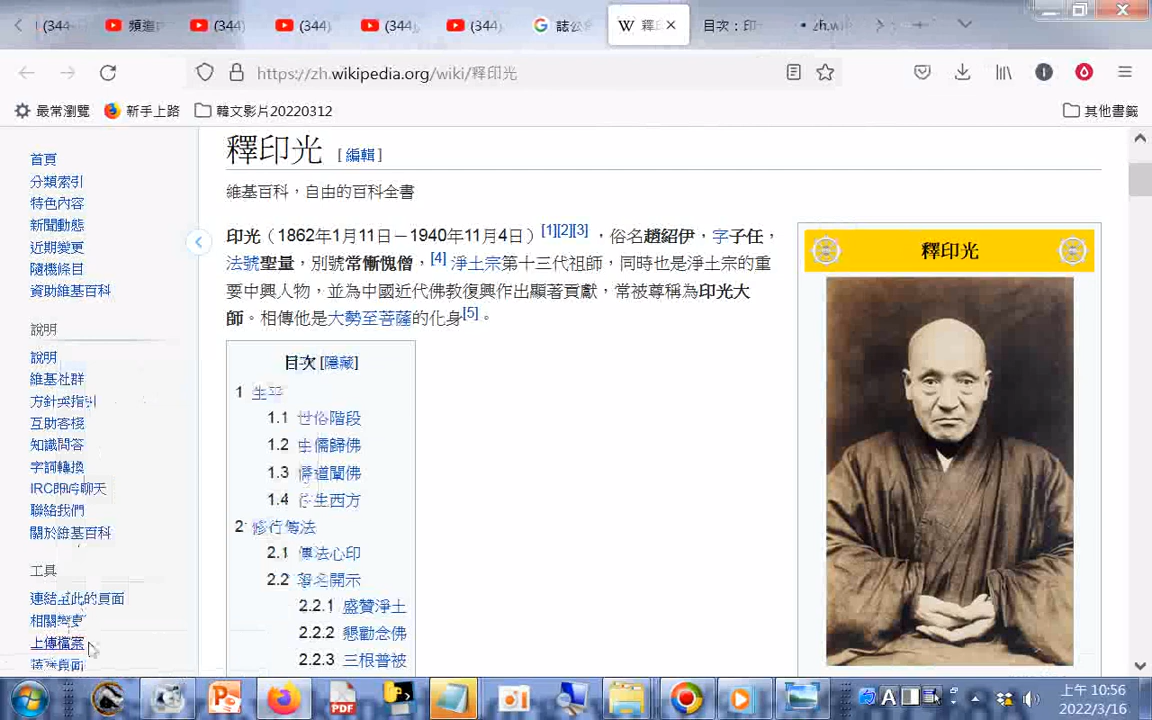 (344
頻道
(344)
(344)
(344
(344)
誌公
釋印
目次：印
zh.wi
https://zh.wikipedia.org/wiki/釋印光
最常瀏覽
新手上路
韓文影片20220312
其他書籤
首頁
分類索引
特色內容
新聞動態
近期變更
隨機條目
資助維基百科
說明
說明
維基社群
方針與指引
互助客棧
知識問答
字詞轉換
IRC即時聊天
聯絡我們
關於維基百科
工具
連結至此的頁面
相關變更
上傳檔案
特殊頁面
釋印光 [編輯]
維基百科，自由的百科全書
印光（1862年1月11日－1940年11月4日）[1][2][3]，俗名趙紹伊，字子任，
法號聖量，別號常慚愧僧，[4] 淨土宗第十三代祖師，同時也是淨土宗的重
要中興人物，並為中國近代佛教復興作出顯著貢獻，常被尊稱為印光大
師。相傳他是大勢至菩薩的化身[5]。
目次 [隱藏]
1 生平
1.1 世俗階段
1.2 由儒歸佛
1.3 傳道闡佛
1.4 往生西方
2 修行傳法
2.1 傳法心印
2.2 著名開示
2.2.1 盛贊淨土
2.2.2 懇勸念佛
2.2.3 三根普被
釋印光
PDF
A
上午 10:56
2022/3/16